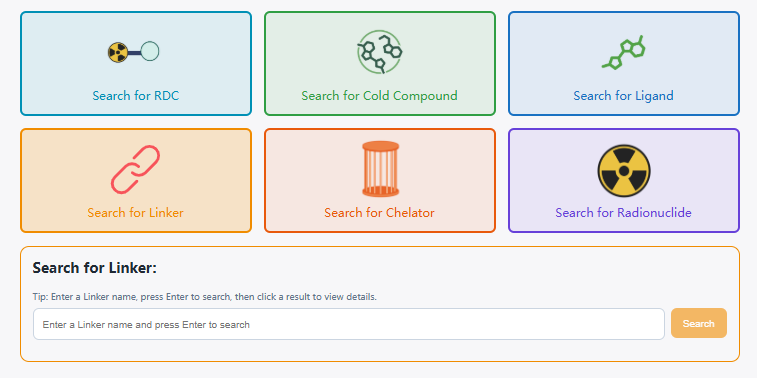 Search for RDC
Search for Cold Compound
Search for Ligand
Search for Linker
Search for Chelator
Search for Radionuclide
Search for Linker:
Tip: Enter a Linker name, press Enter to search, then click a result to view details.
Enter a Linker name and press Enter to search
Search